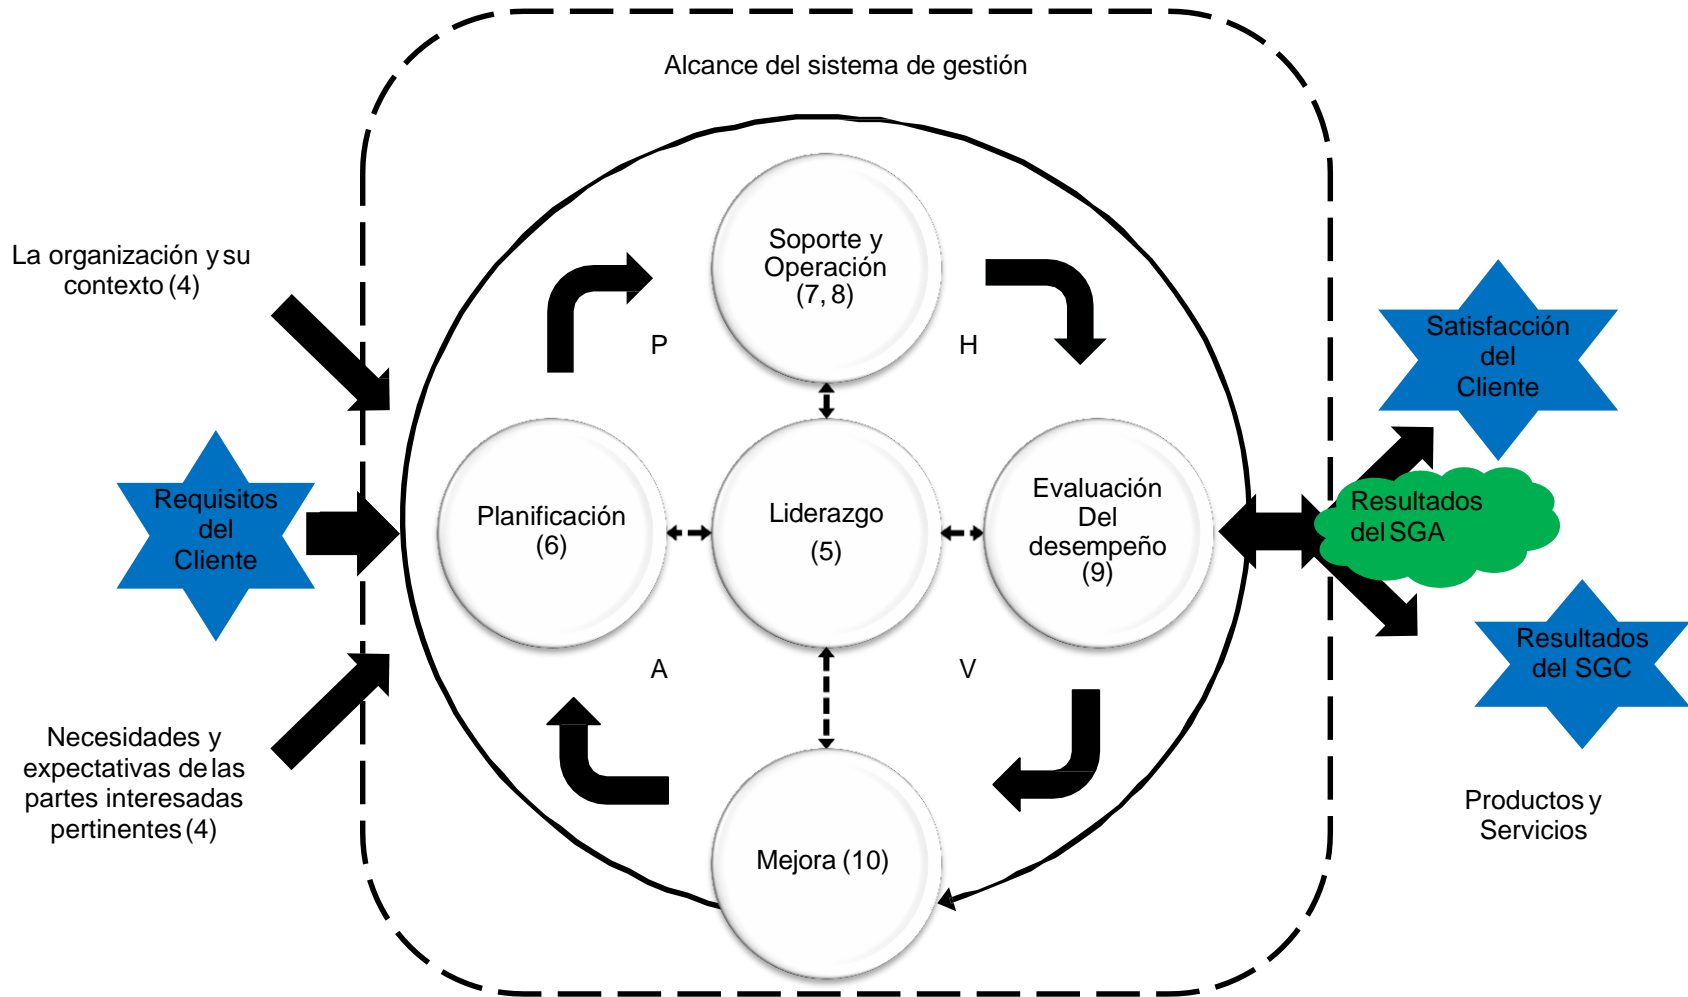 Alcance del sistema de gestión
La organización y su
contexto (4)
Requisitos
del
Cliente
Necesidades y
expectativas de las
partes interesadas
pertinentes (4)
Soporte y
Operación
(7, 8)
P
H
Planificación
(6)
Liderazgo
(5)
Evaluación
Del
desempeño
(9)
A
V
Mejora (10)
Satisfacción
del
Cliente
Resultados
del SGA
Resultados
del SGC
Productos y
Servicios